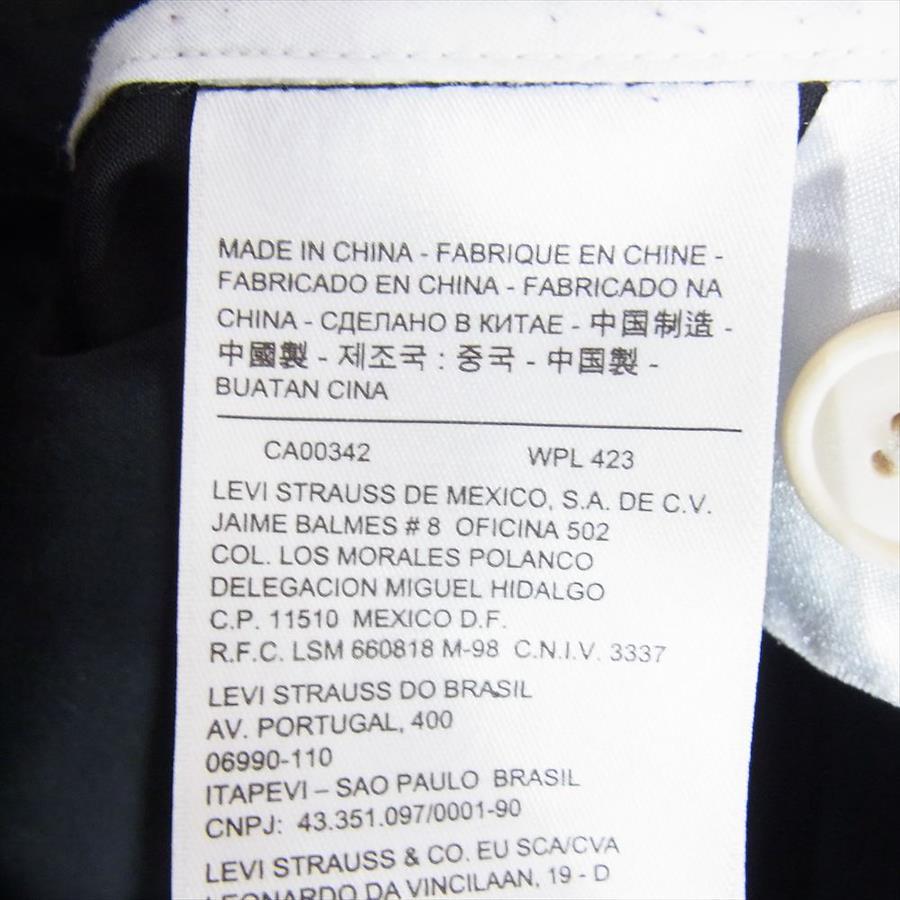 MADE IN CHINA - FABRIQUE EN CHINE -
FABRICADO EN CHINA - FABRICADO NA
CHINA - СДЕЛАНО В КИТАЕ - 中国制造 -
中國製 - 제조국 : 중국 - 中国製 -
BUATAN CINA
CA00342 WPL 423
LEVI STRAUSS DE MEXICO, S.A. DE C.V.
JAIME BALMES # 8 OFICINA 502
COL. LOS MORALES POLANCO
DELEGACION MIGUEL HIDALGO
C.P. 11510 MEXICO D.F.
R.F.C. LSM 660818 M-98 C.N.I.V. 3337
LEVI STRAUSS DO BRASIL
AV. PORTUGAL, 400
06990-110
ITAPEVI – SAO PAULO BRASIL
CNPJ: 43.351.097/0001-90
LEVI STRAUSS & CO. EU SCA/CVA
LEONARDO DA VINCILAAN, 19 - D